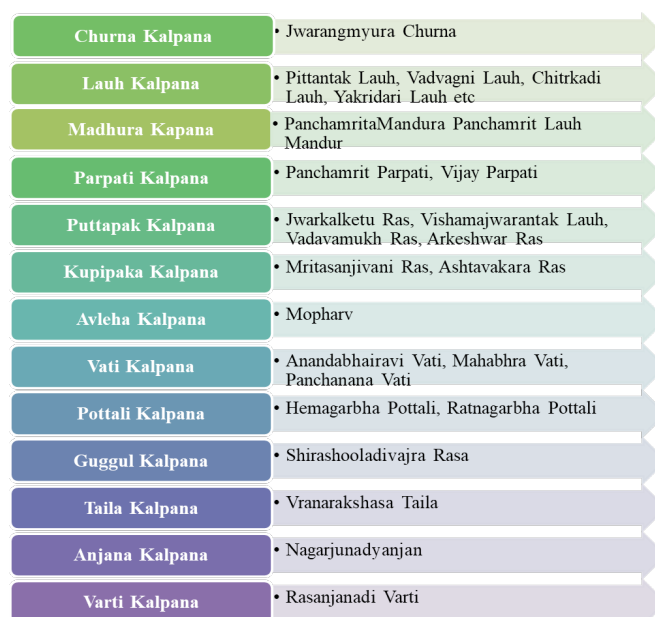 Churna Kalpana
• Jwarangmyura Churna
Lauh Kalpana
• Pittantak Lauh, Vadvagni Lauh, Chitrkadi
Lauh, Yakridari Lauh etc
Madhura Kapana
• PanchamritaMandura Panchamrit Lauh
Mandur
Parpati Kalpana
• Panchamrit Parpati, Vijay Parpati
Puttapak Kalpana
• Jwarkalketu Ras, Vishamajwarantak Lauh,
Vadavamukh Ras, Arkeshwar Ras
Kupipaka Kalpana
• Mritasanjivani Ras, Ashtavakara Ras
Avleha Kalpana
• Mopharv
Vati Kalpana
• Anandabhairavi Vati, Mahabhra Vati,
Panchanana Vati
Pottali Kalpana
• Hemagarbha Pottali, Ratnagarbha Pottali
Guggul Kalpana
• Shirashooladivajra Rasa
Taila Kalpana
• Vranarakshasa Taila
Anjana Kalpana
• Nagarjunadyanjan
Varti Kalpana
• Rasanjanadi Varti